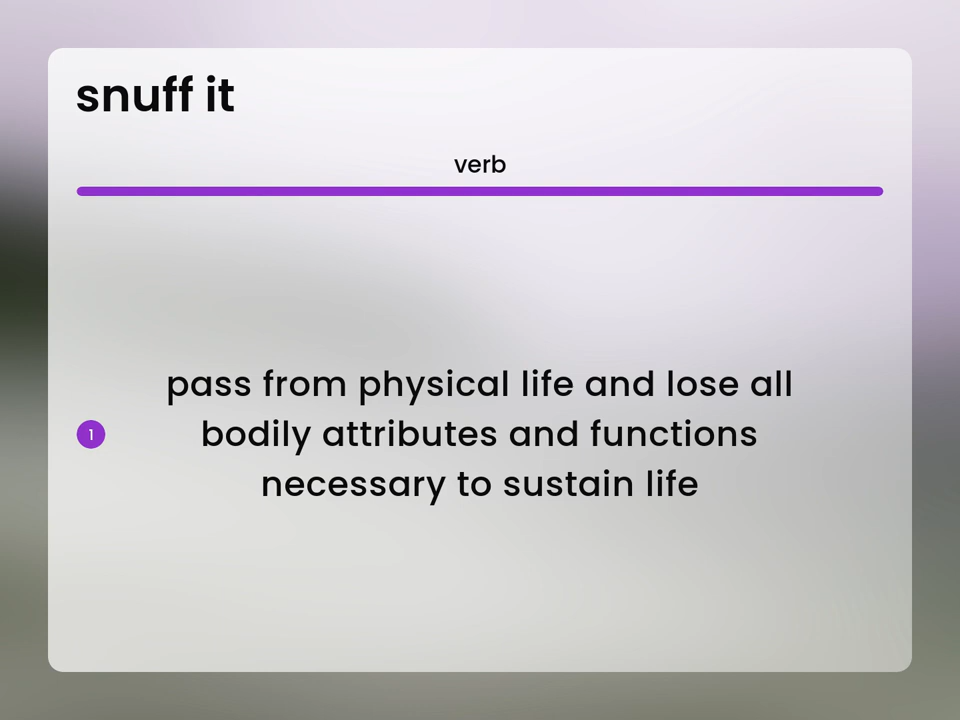 snuff it
verb
pass from physical life and lose all
1
bodily attributes and functions
necessary to sustain life